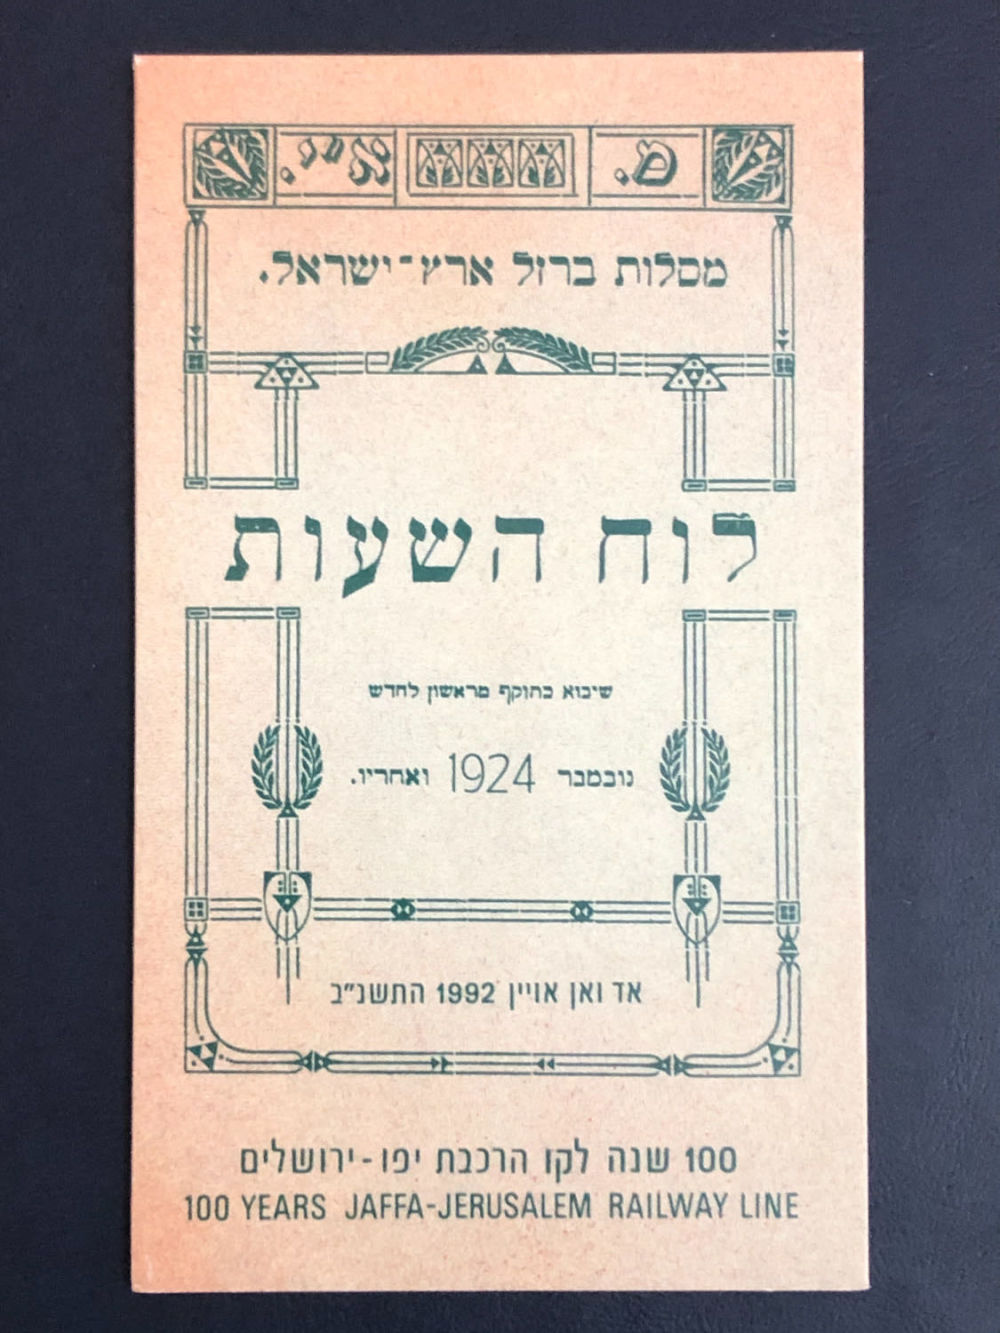 מ. א״י.
מסלות ברזל ארץ־ישראל.
לוח השעות
שיבוא בתוקף מראשון לחדש
נובמבר 1924 ואחריו.
אד ואן אויין 1992 התשנ"ב
100 שנה לקו הרכבת יפו - ירושלים
100 YEARS JAFFA-JERUSALEM RAILWAY LINE